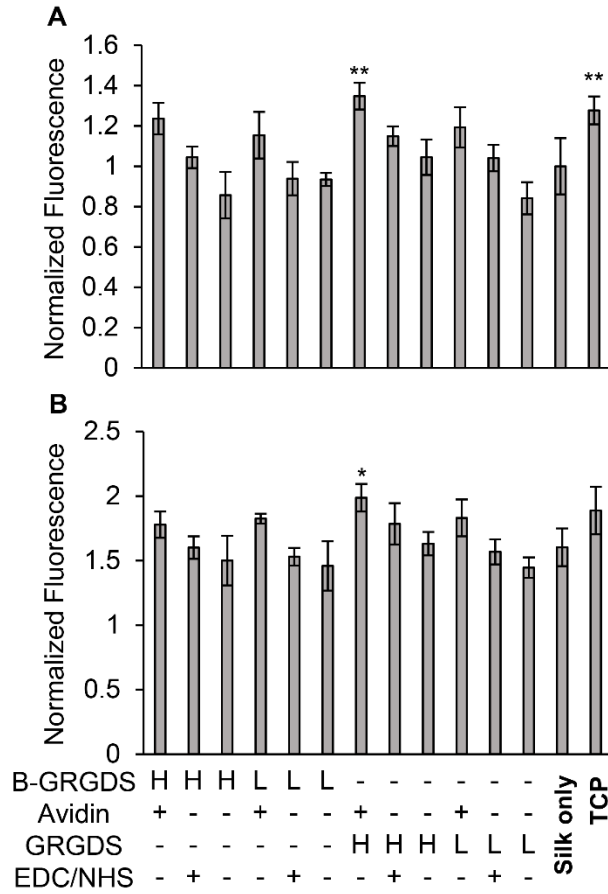 A
Normalized Fluorescence
1.6
1.4
1.2
1
0.8
0.6
0.4
0.2
0
**
**
B
Normalized Fluorescence
2.5
2
1.5
1
0.5
0
*
B-GRGDS H H H L L L - - - - - -
Avidin + - - + - - + - - + - -
GRGDS - - - - - - H H H L L L
EDC/NHS - + - - + - - + - - + -
Silk only
TCP